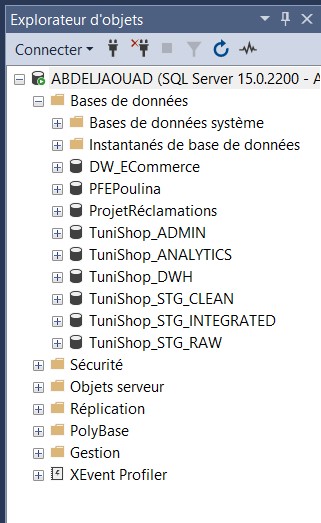 Explorateur d'objets
Connecter
ABDELJAOUAD (SQL Server 15.0.2200 - A
Bases de données
Bases de données système
Instantanés de base de données
DW_ECommerce
PFEPoulina
ProjetRéclamations
TuniShop_ADMIN
TuniShop_ANALYTICS
TuniShop_DWH
TuniShop_STG_CLEAN
TuniShop_STG_INTEGRATED
TuniShop_STG_RAW
Sécurité
Objets serveur
Réplication
PolyBase
Gestion
XEvent Profiler